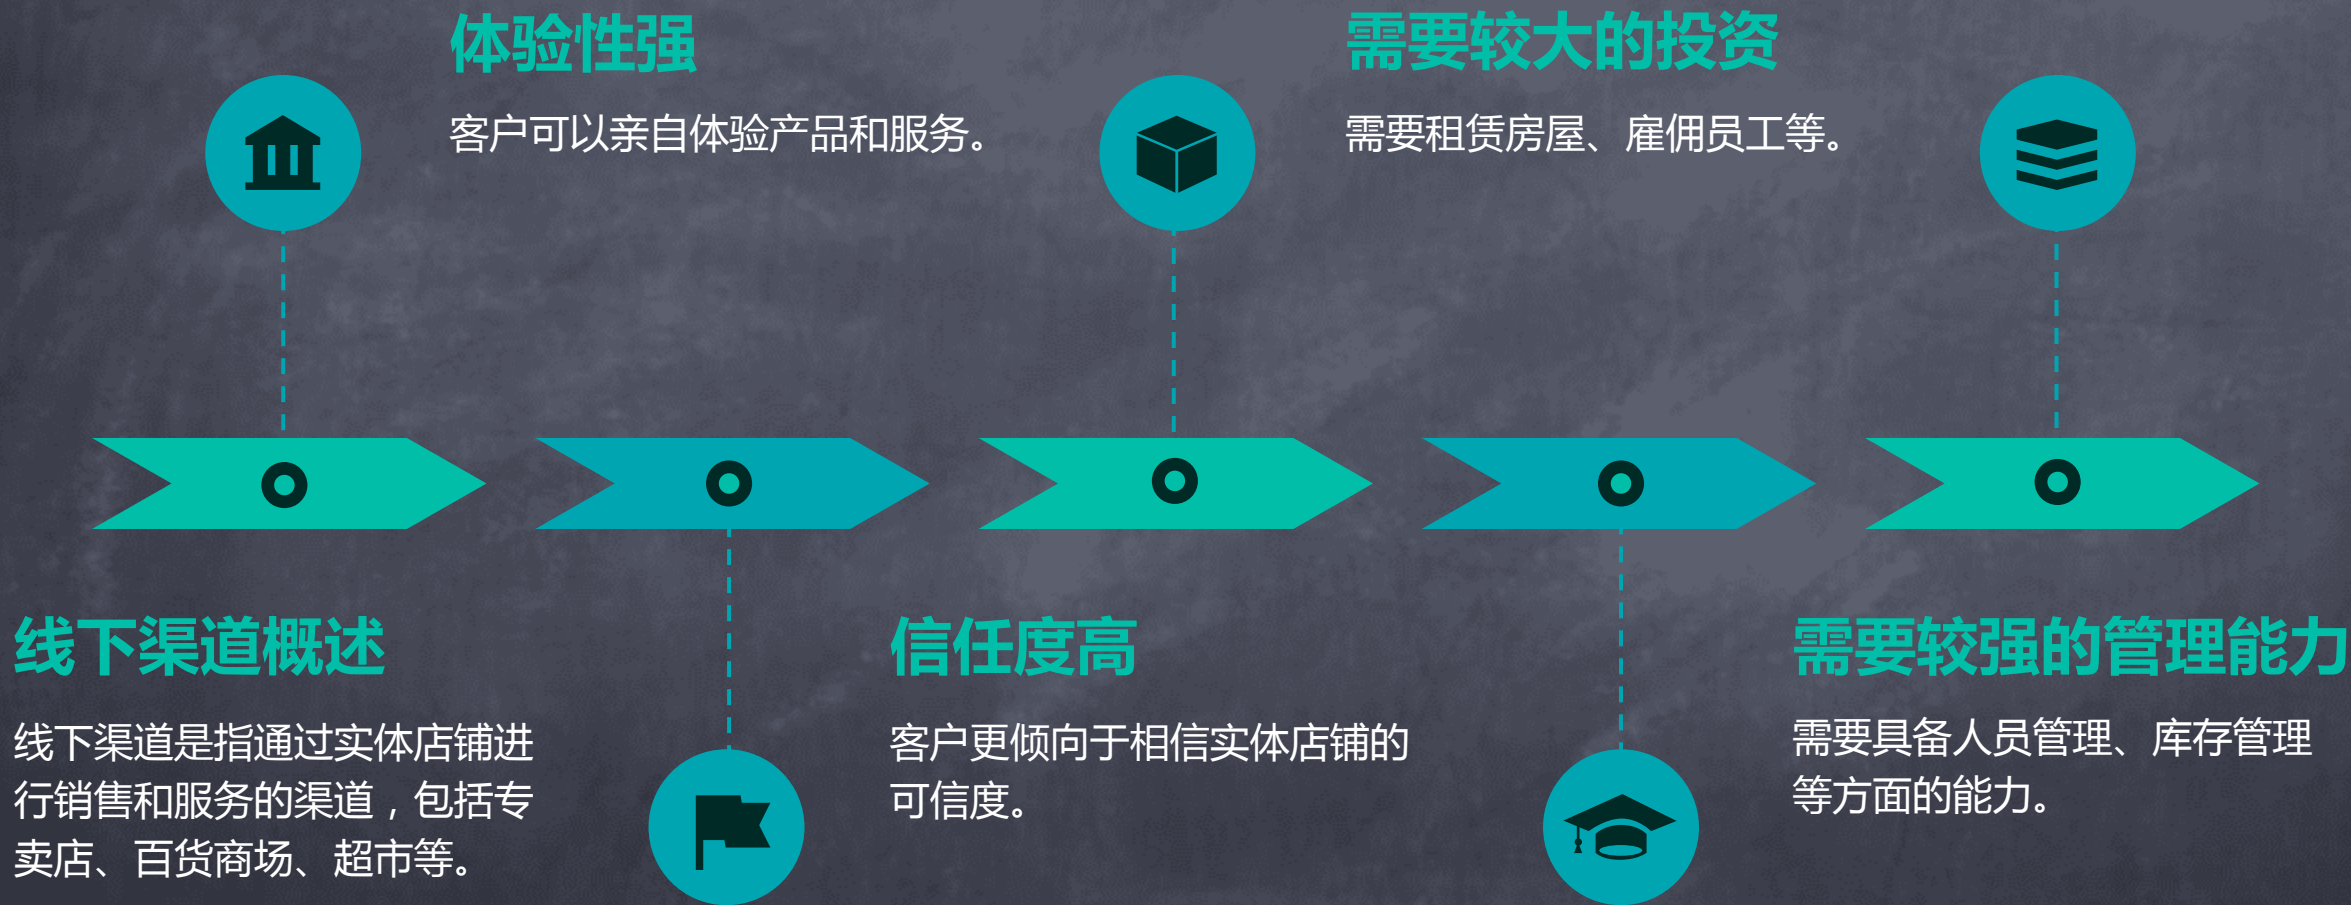 体验性强
客户可以亲自体验产品和服务。
需要较大的投资
需要租赁房屋、雇佣员工等。
线下渠道概述
线下渠道是指通过实体店铺进
行销售和服务的渠道，包括专
卖店、百货商场、超市等。
信任度高
客户更倾向于相信实体店铺的
可信度。
需要较强的管理能力
需要具备人员管理、库存管理
等方面的能力。